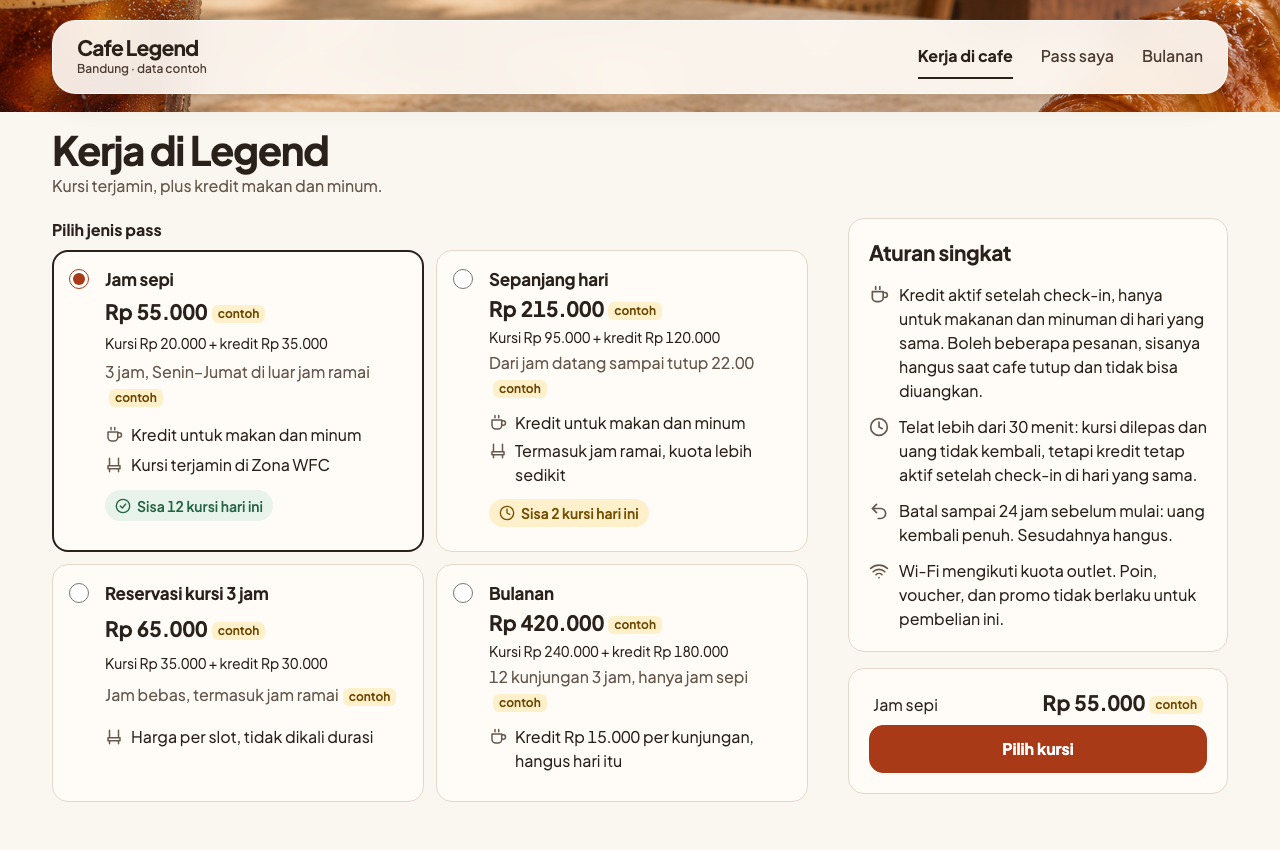 Cafe Legend
Bandung · data contoh
Kerja di cafe
Pass saya
Bulanan
Kerja di Legend
Kursi terjamin, plus kredit makan dan minum.
Pilih jenis pass
Jam sepi
Rp 55.000 contoh
Kursi Rp 20.000 + kredit Rp 35.000
3 jam, Senin–Jumat di luar jam ramai
contoh
Kredit untuk makan dan minum
Kursi terjamin di Zona WFC
Sisa 12 kursi hari ini
Sepanjang hari
Rp 215.000 contoh
Kursi Rp 95.000 + kredit Rp 120.000
Dari jam datang sampai tutup 22.00
contoh
Kredit untuk makan dan minum
Termasuk jam ramai, kuota lebih
sedikit
Sisa 2 kursi hari ini
Reservasi kursi 3 jam
Rp 65.000 contoh
Kursi Rp 35.000 + kredit Rp 30.000
Jam bebas, termasuk jam ramai contoh
Harga per slot, tidak dikali durasi
Bulanan
Rp 420.000 contoh
Kursi Rp 240.000 + kredit Rp 180.000
12 kunjungan 3 jam, hanya jam sepi
contoh
Kredit Rp 15.000 per kunjungan,
hangus hari itu
Aturan singkat
Kredit aktif setelah check-in, hanya
untuk makanan dan minuman di hari yang
sama. Boleh beberapa pesanan, sisanya
hangus saat cafe tutup dan tidak bisa
diuangkan.
Telat lebih dari 30 menit: kursi dilepas dan
uang tidak kembali, tetapi kredit tetap
aktif setelah check-in di hari yang sama.
Batal sampai 24 jam sebelum mulai: uang
kembali penuh. Sesudahnya hangus.
Wi-Fi mengikuti kuota outlet. Poin,
voucher, dan promo tidak berlaku untuk
pembelian ini.
Jam sepi
Rp 55.000 contoh
Pilih kursi